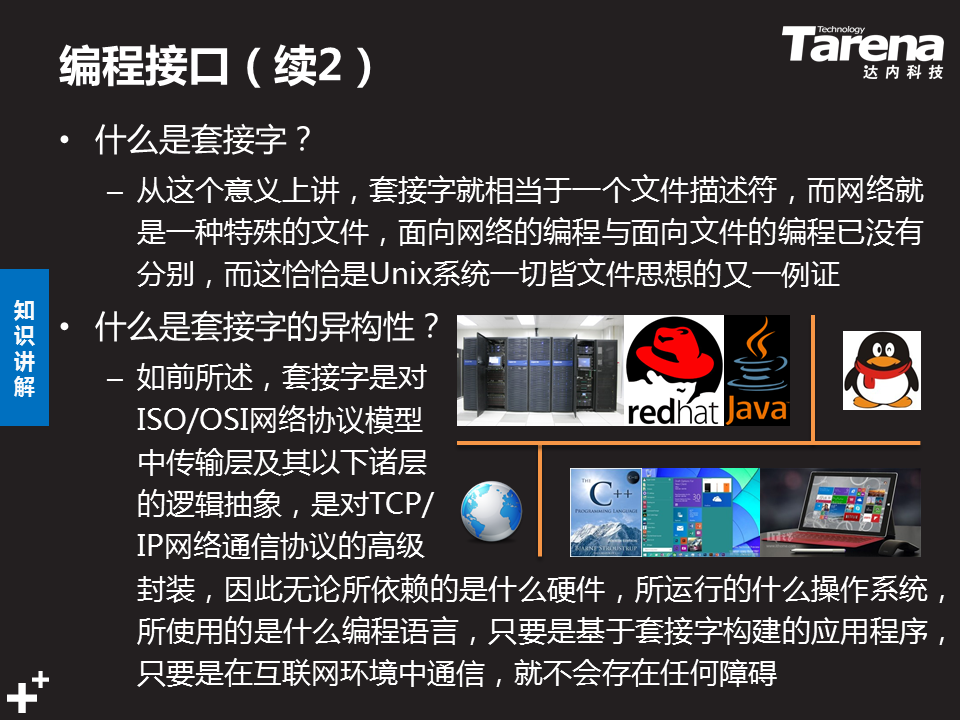 编程接口（续2）
Technology
Tarena
达内科技
• 什么是套接字？
– 从这个意义上讲，套接字就相当于一个文件描述符，而网络就
是一种特殊的文件，面向网络的编程与面向文件的编程已没有
分别，而这恰恰是Unix系统一切皆文件思想的又一例证
知
识
讲
解
• 什么是套接字的异构性？
– 如前所述，套接字是对
ISO/OSI网络协议模型
中传输层及其以下诸层
的逻辑抽象，是对TCP/
IP网络通信协议的高级
封装，因此无论所依赖的是什么硬件，所运行的什么操作系统，
所使用的是什么编程语言，只要是基于套接字构建的应用程序，
只要是在互联网环境中通信，就不会存在任何障碍
redhat
Java
THE
C++
PROGRAMMING LANGUAGE
BJARNE STROUSTRUP